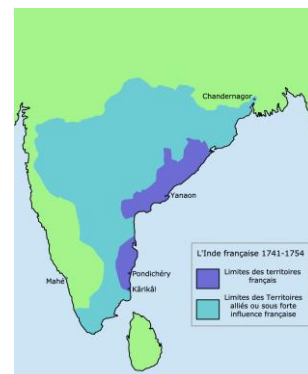 Chandernagor
Yanaon
L'Inde française 1741-1754
Limites des territoires
français
Mahé
Pondichéry
Kârikâl
Limites des Territoires
alliés ou sous forte
influence française